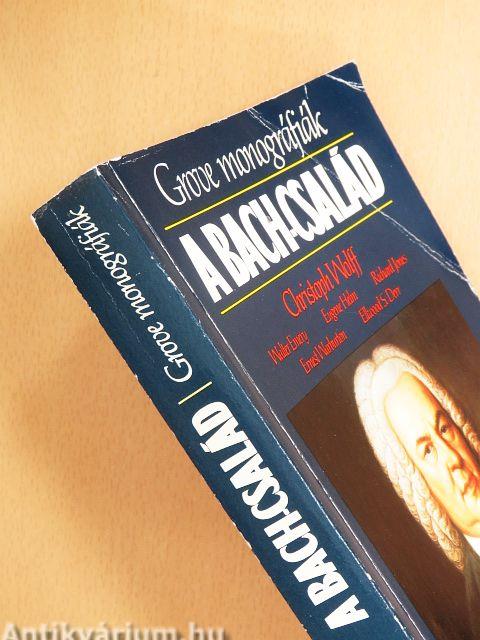 Grove monográfiák
A BACH-CSALÁD
Christoph Wolff
Walter Emery Eugene Helm Richard Jones
Ernest Warburton Ellwood S. Derr
A BACH-CSALÁD | Grove monográfiák
Antikvárium.hu